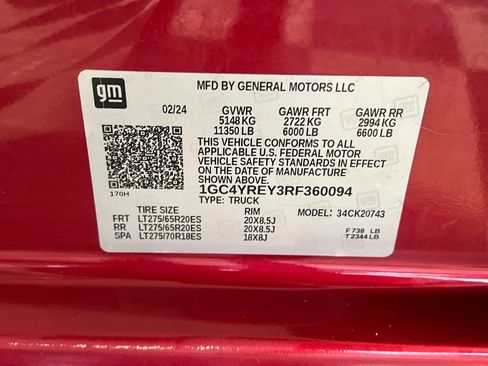 gm
MFD BY GENERAL MOTORS LLC
02/24 GVWR GAWR FRT GAWR RR
5148 KG 2722 KG 2994 KG
11350 LB 6000 LB 6600 LB
THIS VEHICLE CONFORMS TO ALL
APPLICABLE U.S. FEDERAL MOTOR
VEHICLE SAFETY STANDARDS IN EFFECT
ON THE DATE OF MANUFACTURE
SHOWN ABOVE.
1GC4YREY3RF360094
170H TYPE: TRUCK
TIRE SIZE RIM MODEL: 34CK20743
FRT LT275/65R20ES 20X8.5J F 738 LB
RR LT275/65R20ES 20X8.5J T 2344 LB
SPA LT275/70R18ES 18X8J